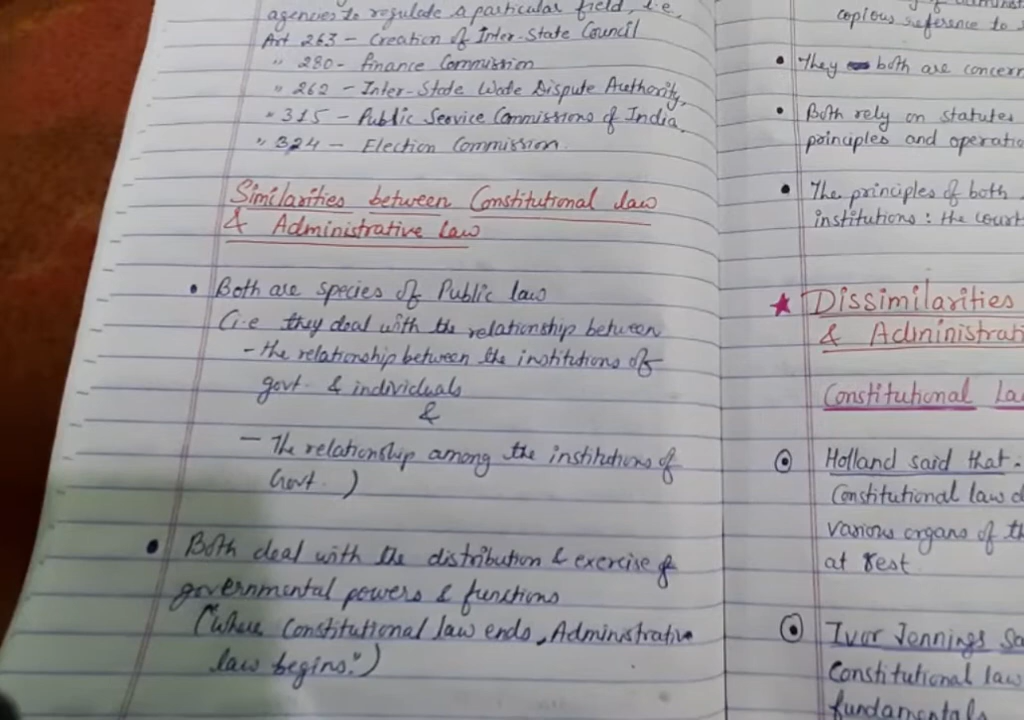 agencies to regulate a particular field, i.e,
Art 263 - Creation of Inter-State Council
" 280 - finance Commission
" 262 - Inter-State Wate Dispute Authority,
" 315 - Public Service Commissions of India,
" 324 - Election Commission.
Similarities between Constitutional law
& Administrative law
• Both are species of Public law
(i.e they deal with the relationship between
- the relationship between the institutions of
govt. & individuals
&
- The relationship among the institutions of
Govt. )
• Both deal with the distribution & exercise of
governmental powers & functions
("Where Constitutional law ends, Administrative
law begins.")
copious reference to
• They both are concern
• Both rely on statutes
principles and operatio
• The principles of both
institutions: the court
★ Dissimilarities
& Administrat
Constitutional La
Holland said that.
Constitutional law d
various organs of th
at rest
Ivor Jennings Sa
Constitutional law
fundamentals